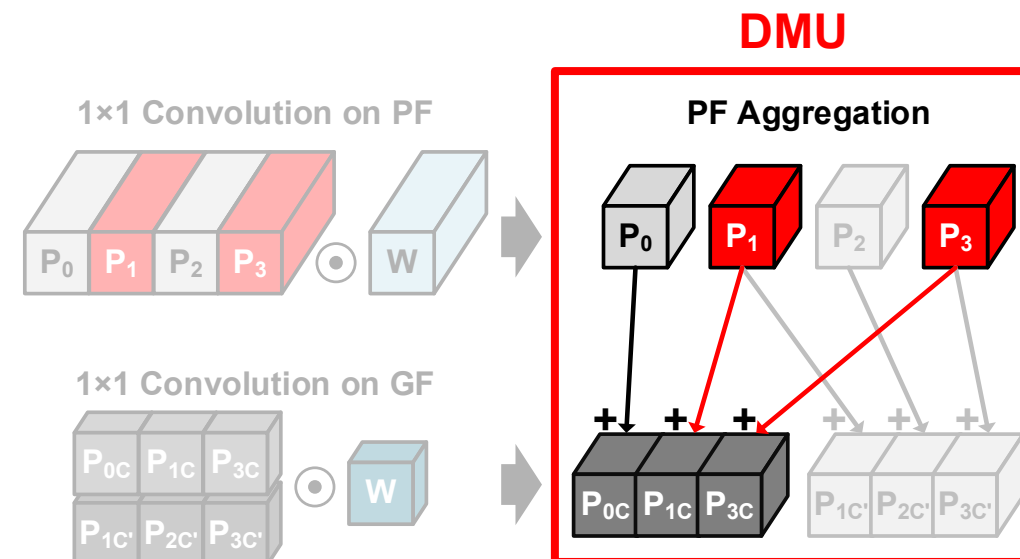 DMU
1×1 Convolution on PF
P₀ P₁ P₂ P₃ W
PF Aggregation
P₀ P₁ P₂ P₃
1×1 Convolution on GF
P₀C P₁C P₃C
P₁C' P₂C' P₃C'
W
+ + + + + +
P₀C P₁C P₃C P₁C' P₂C' P₃C'